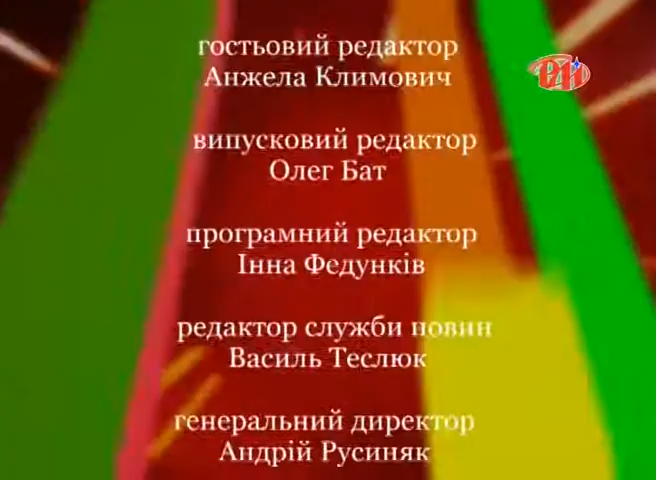 гостьовий редактор
Анжела Климович
випусковий редактор
Олег Бат
програмний редактор
Інна Федунків
редактор служби новин
Василь Теслюк
генеральний директор
Андрій Русиняк